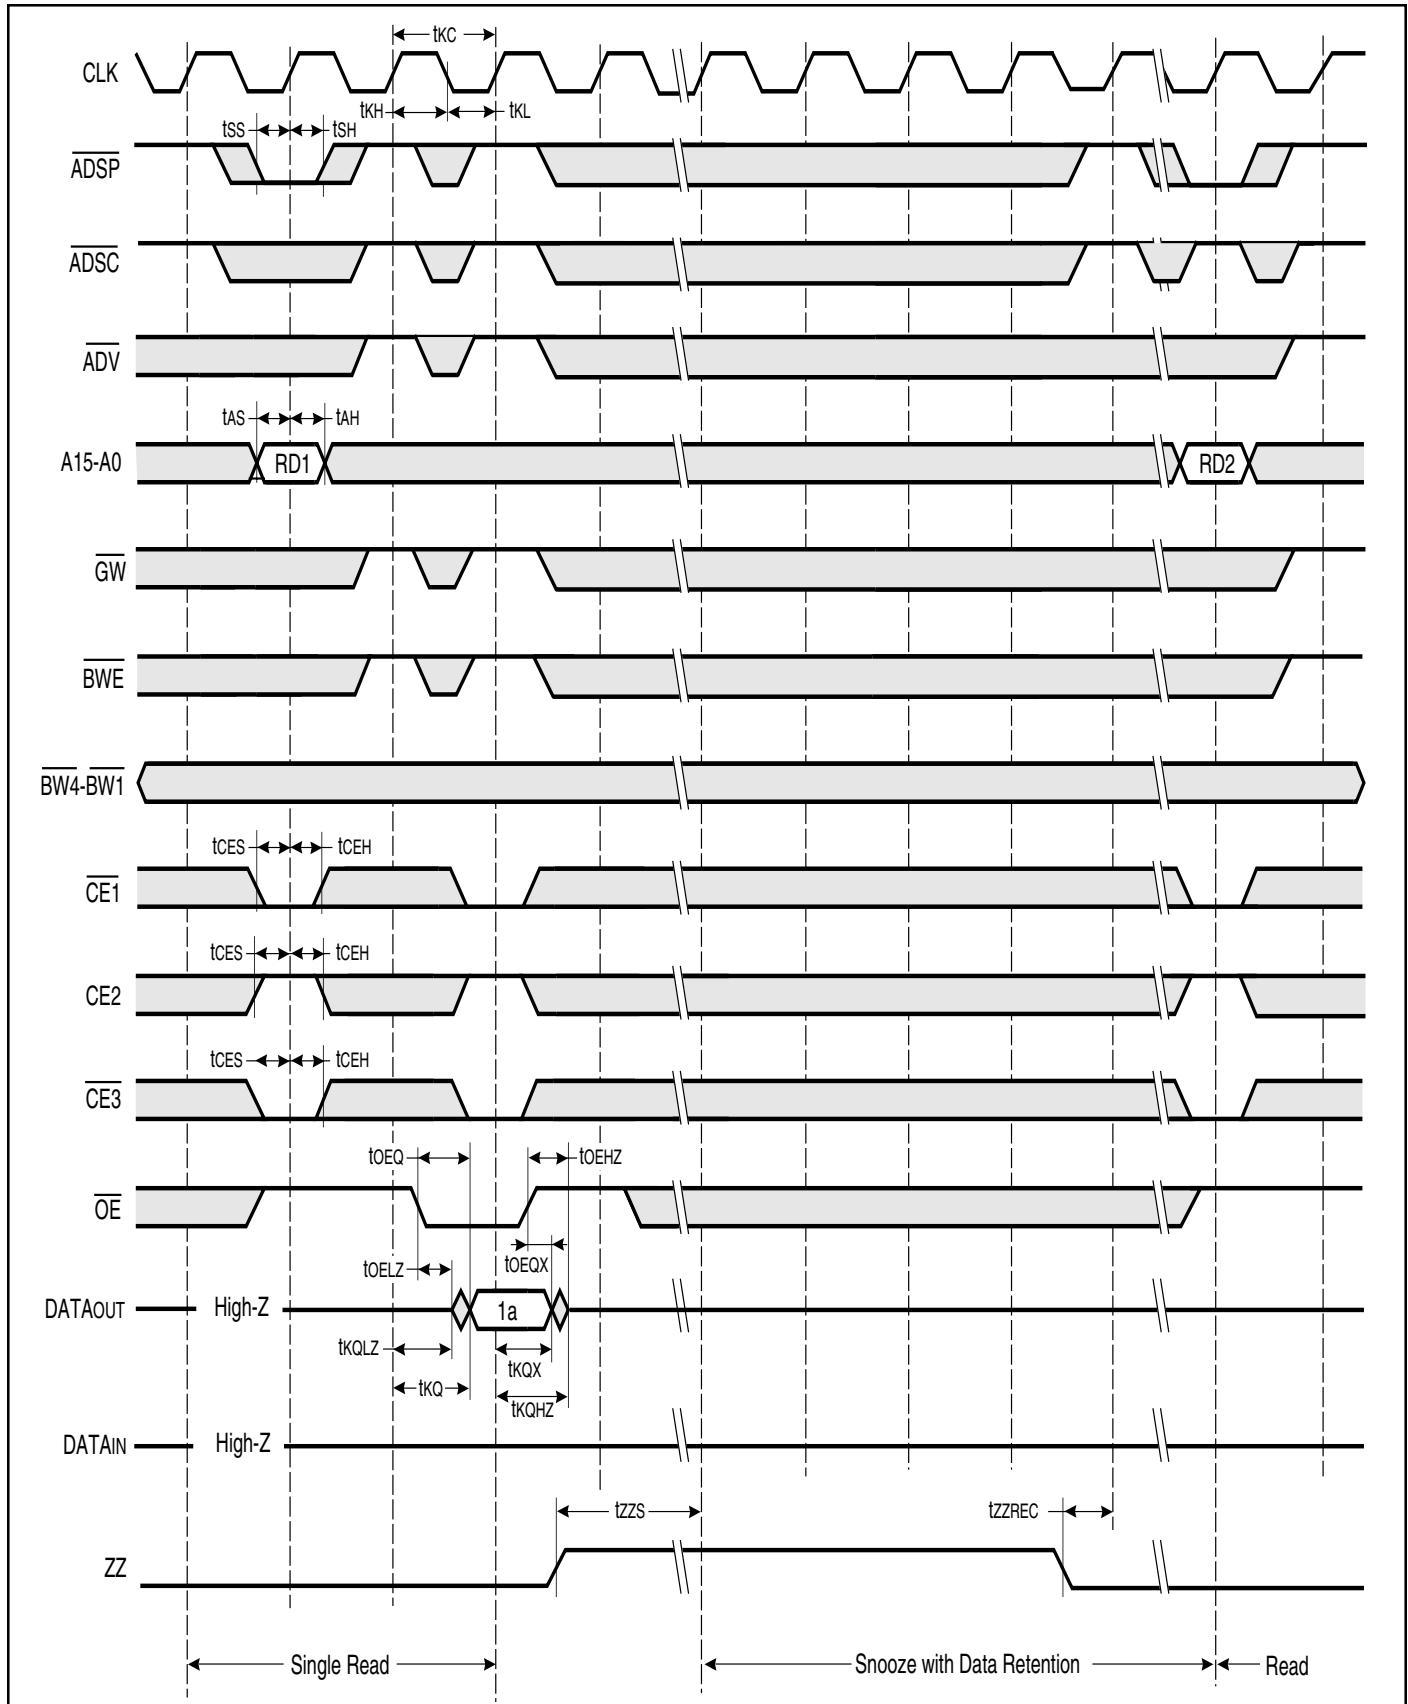 tKC
CLK
tKH
tKL
tSS
tSH
ADSP
ADSC
ADV
tAS
tAH
A15-A0
RD1
RD2
GW
BWE
BW4-BW1
tCES
tCEH
CE1
tCES
tCEH
CE2
tCES
tCEH
CE3
tOEQ
tOEHZ
OE
tOELZ
tOEQX
DATAOUT
High-Z
1a
tKQLZ
tKQX
tKQ
tKQHZ
DATAIN
High-Z
tZZS
tZZREC
ZZ
Single Read
Snooze with Data Retention
Read